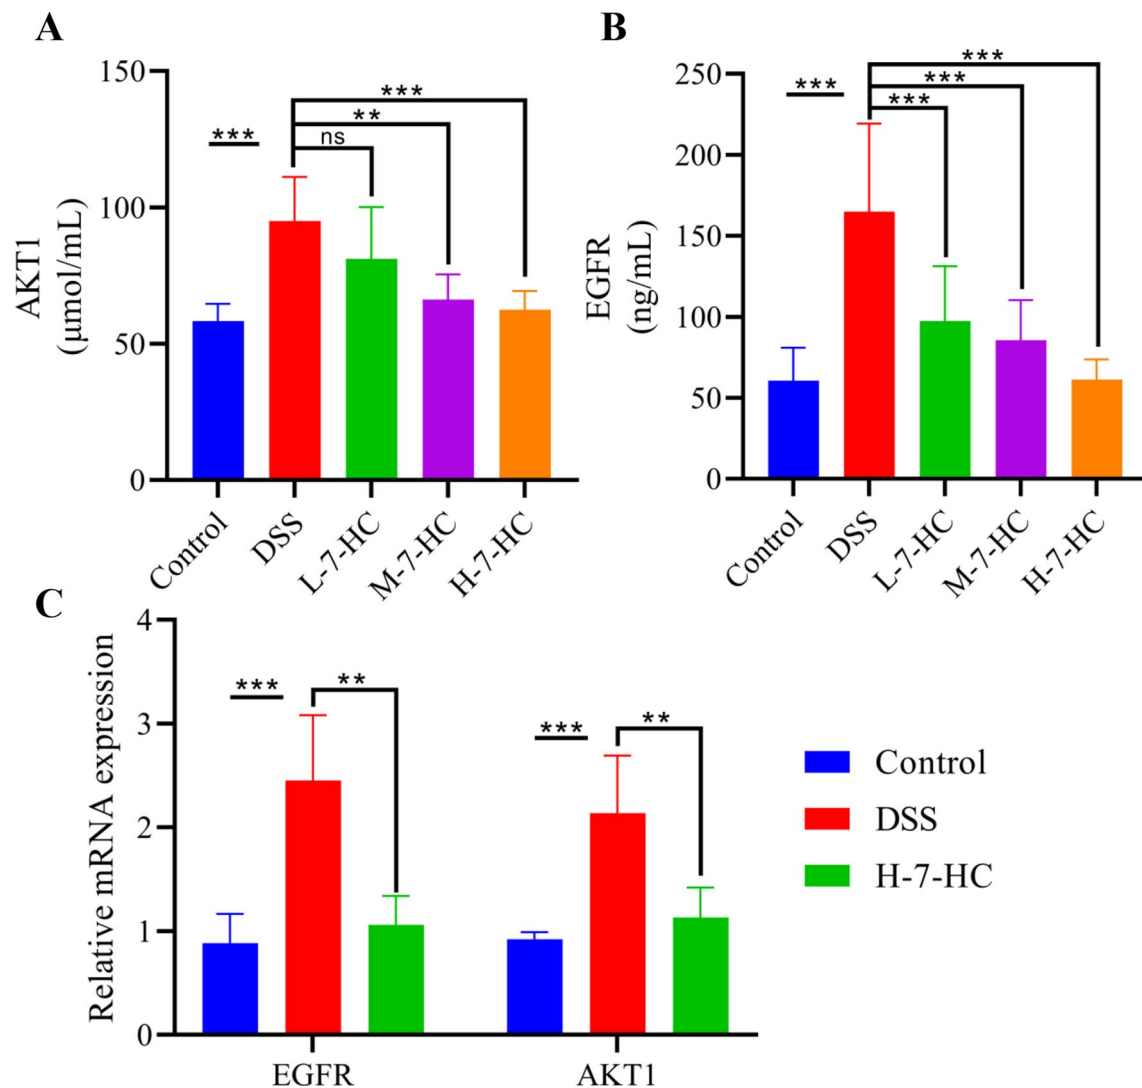 A
150
100
50
0
AKT1
(μmol/mL)
***
ns
**
***
Control
DSS
L-7-HC
M-7-HC
H-7-HC
B
250
200
150
100
50
0
EGFR
(ng/mL)
***
***
***
***
Control
DSS
L-7-HC
M-7-HC
H-7-HC
C
4
3
2
1
0
Relative mRNA expression
***
**
***
**
EGFR
AKT1
Control
DSS
H-7-HC